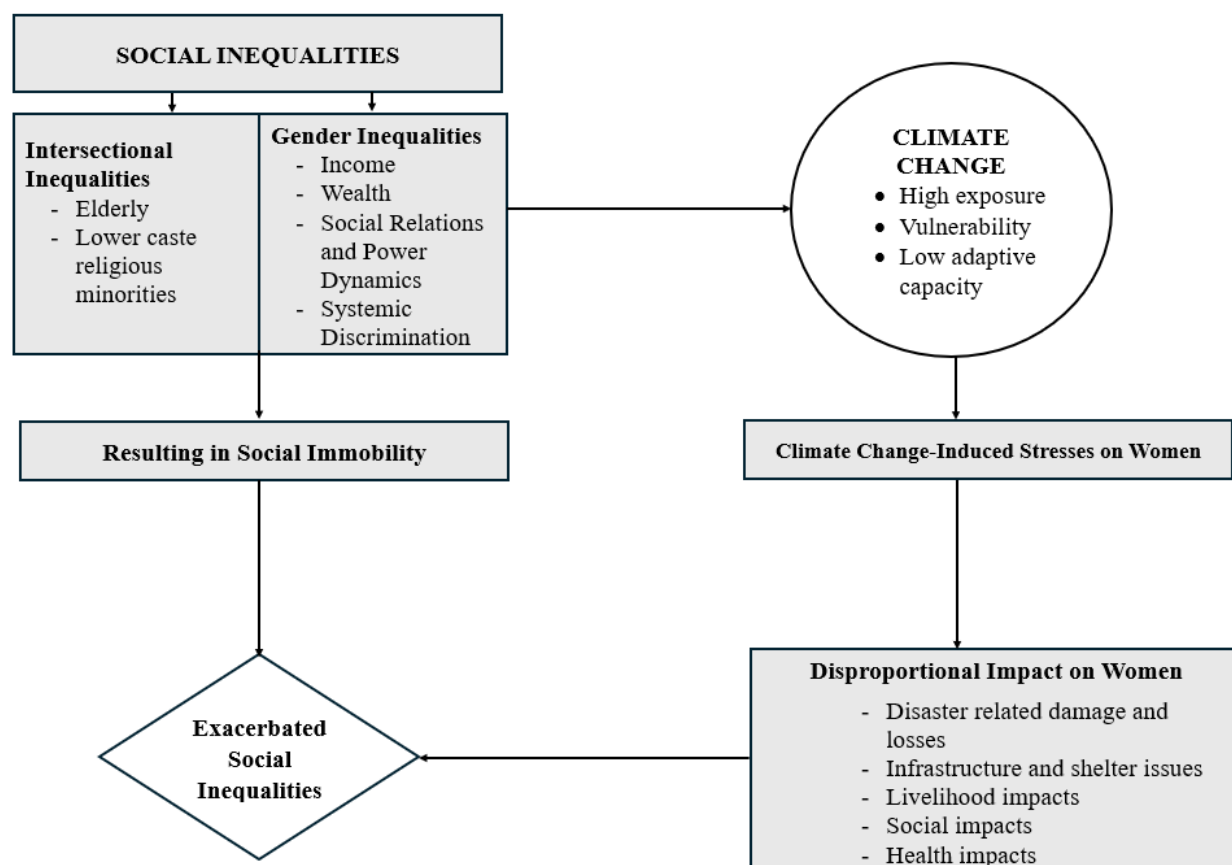 SOCIAL INEQUALITIES
Intersectional
Inequalities
- Elderly
- Lower caste
religious
minorities
Gender Inequalities
- Income
- Wealth
- Social Relations
and Power
Dynamics
- Systemic
Discrimination
CLIMATE
CHANGE
• High exposure
• Vulnerability
• Low adaptive
capacity
Resulting in Social Immobility
Climate Change-Induced Stresses on Women
Exacerbated
Social
Inequalities
Disproportional Impact on Women
- Disaster related damage and
losses
- Infrastructure and shelter issues
- Livelihood impacts
- Social impacts
- Health impacts